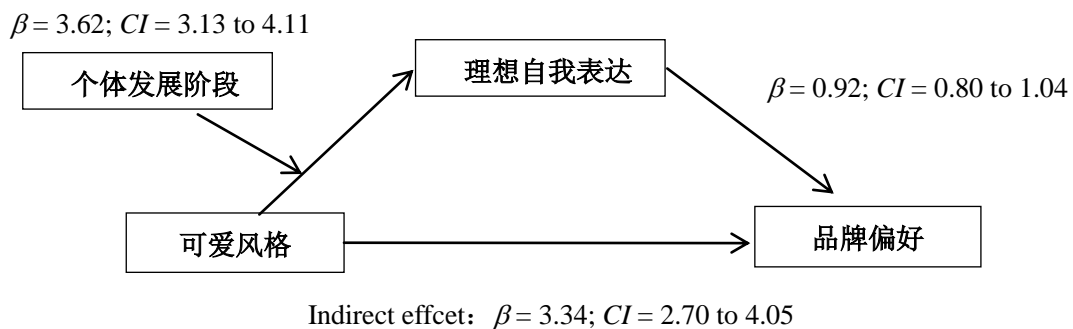 β = 3.62; CI = 3.13 to 4.11
个体发展阶段
理想自我表达
β = 0.92; CI = 0.80 to 1.04
可爱风格
品牌偏好
Indirect effcet： β = 3.34; CI = 2.70 to 4.05